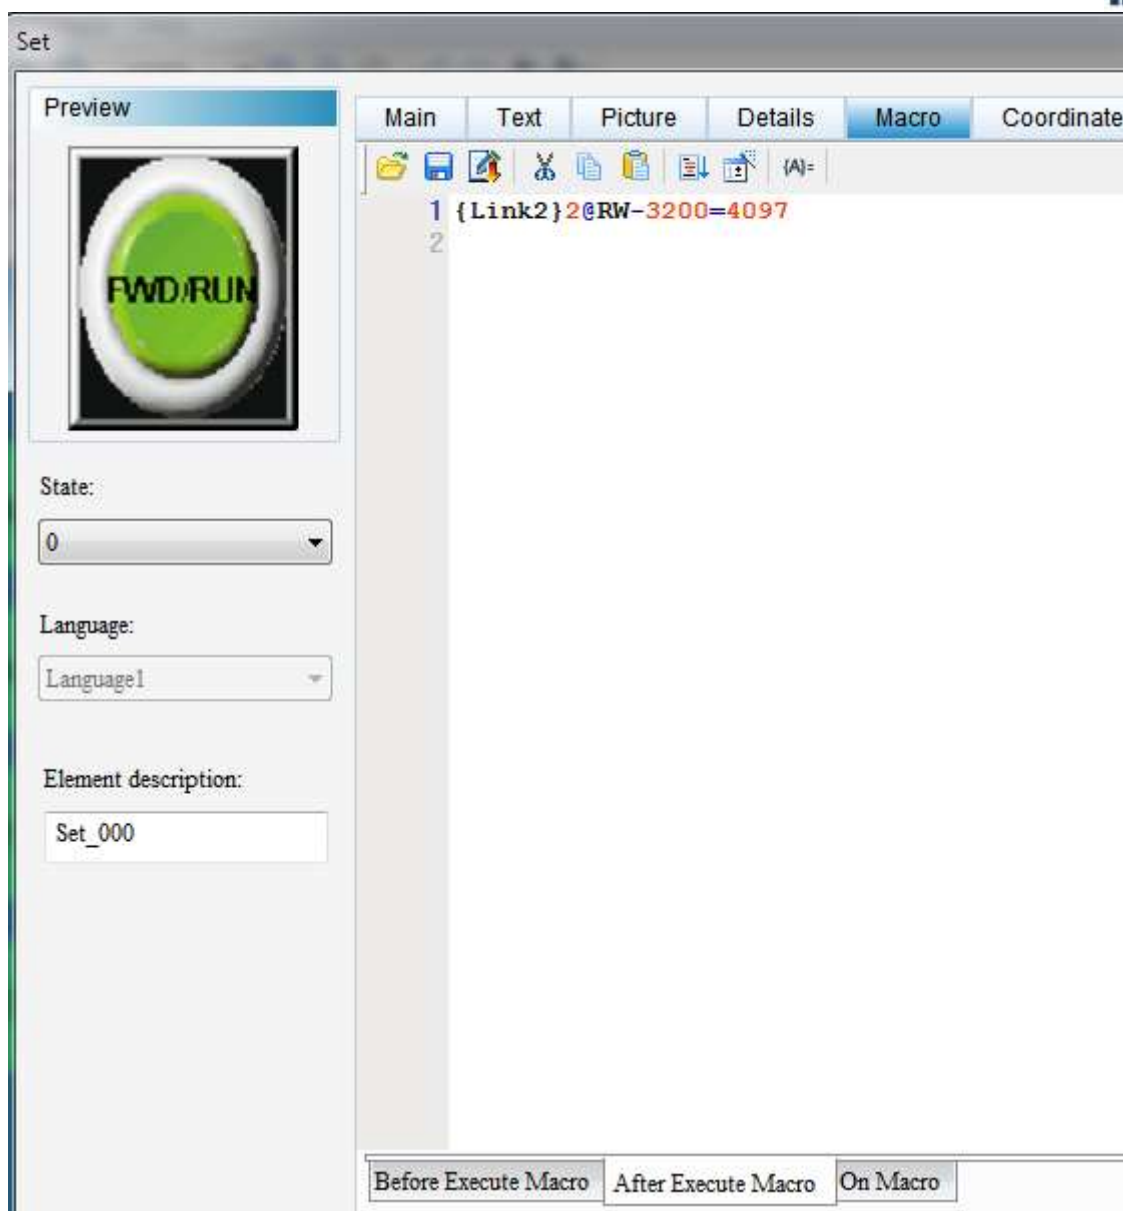 Set
Preview
Main Text Picture Details Macro Coordinate
{A}=
FWD/RUN
1 {Link2}2@RW-3200=4097
2
State:
0
Language:
Language1
Element description:
Set_000
Before Execute Macro After Execute Macro On Macro